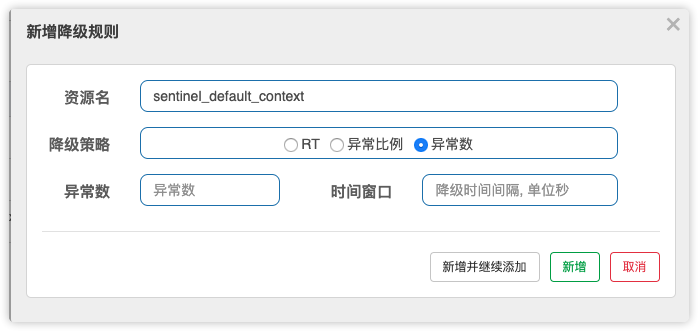 新增降级规则
资源名 sentinel_default_context
降级策略 RT 异常比例 异常数
异常数 异常数 时间窗口 降级时间间隔, 单位秒
新增并继续添加 新增 取消